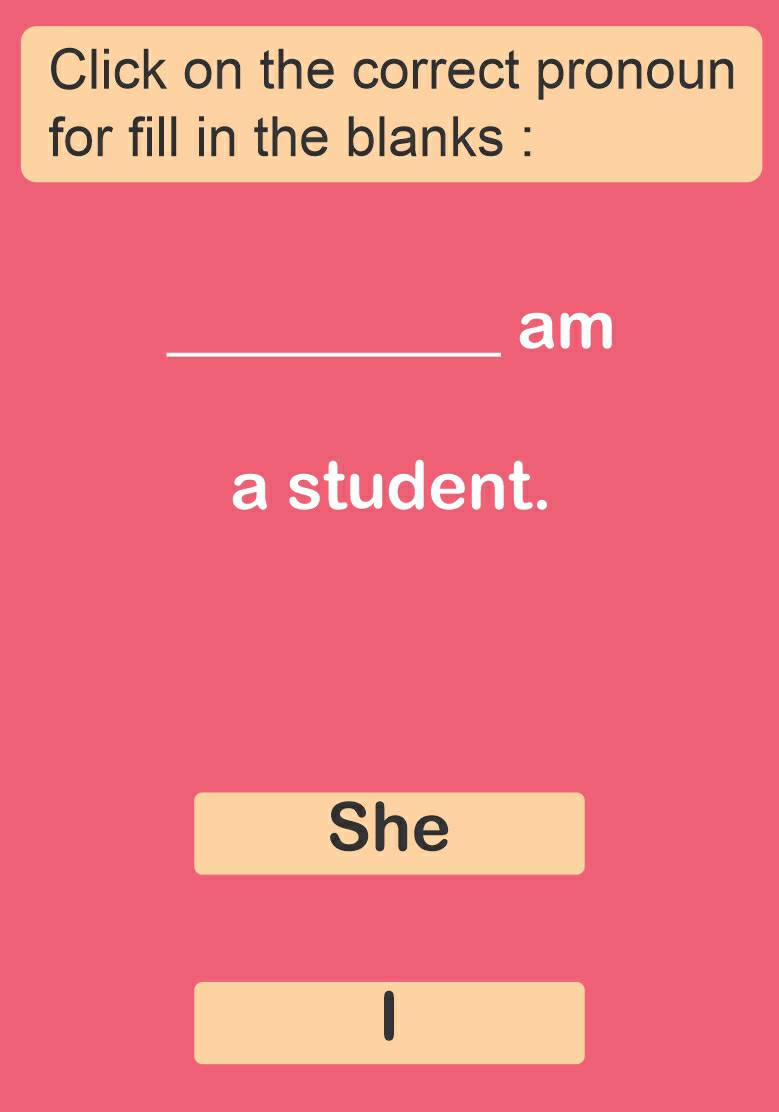 Click on the correct pronoun
for fill in the blanks :
__________ am
a student.
She
I